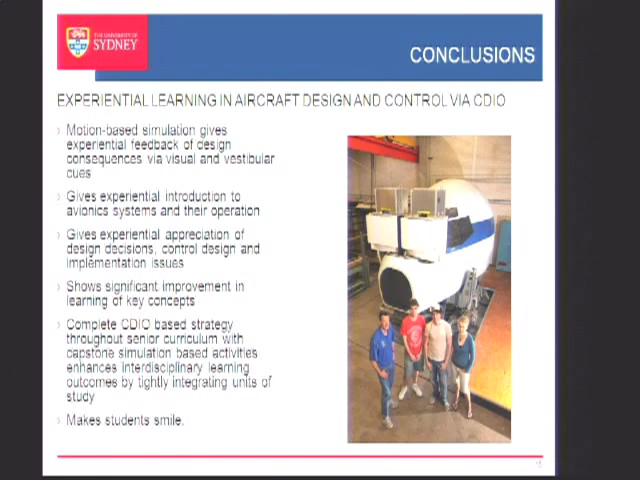 THE UNIVERSITY OF
SYDNEY
CONCLUSIONS
EXPERIENTIAL LEARNING IN AIRCRAFT DESIGN AND CONTROL VIA CDIO
› Motion-based simulation gives
experiential feedback of design
consequences via visual and vestibular
cues
› Gives experiential introduction to
avionics systems and their operation
› Gives experiential appreciation of
design decisions, control design and
implementation issues
› Shows significant improvement in
learning of key concepts
› Complete CDIO based strategy
throughout senior curriculum with
capstone simulation based activities
enhances interdisciplinary learning
outcomes by tightly integrating units of
study
› Makes students smile.